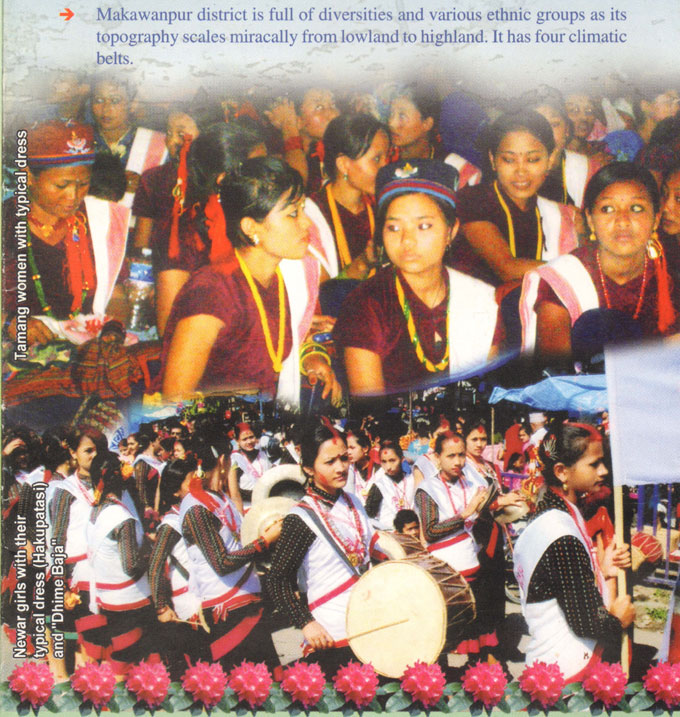 Makawanpur district is full of diversities and various ethnic groups as its
topography scales miracally from lowland to highland. It has four climatic
belts.
Tamang women with typical dress
Newar girls with their
typical dress (Hakupatasi)
and "Dhime Baja"